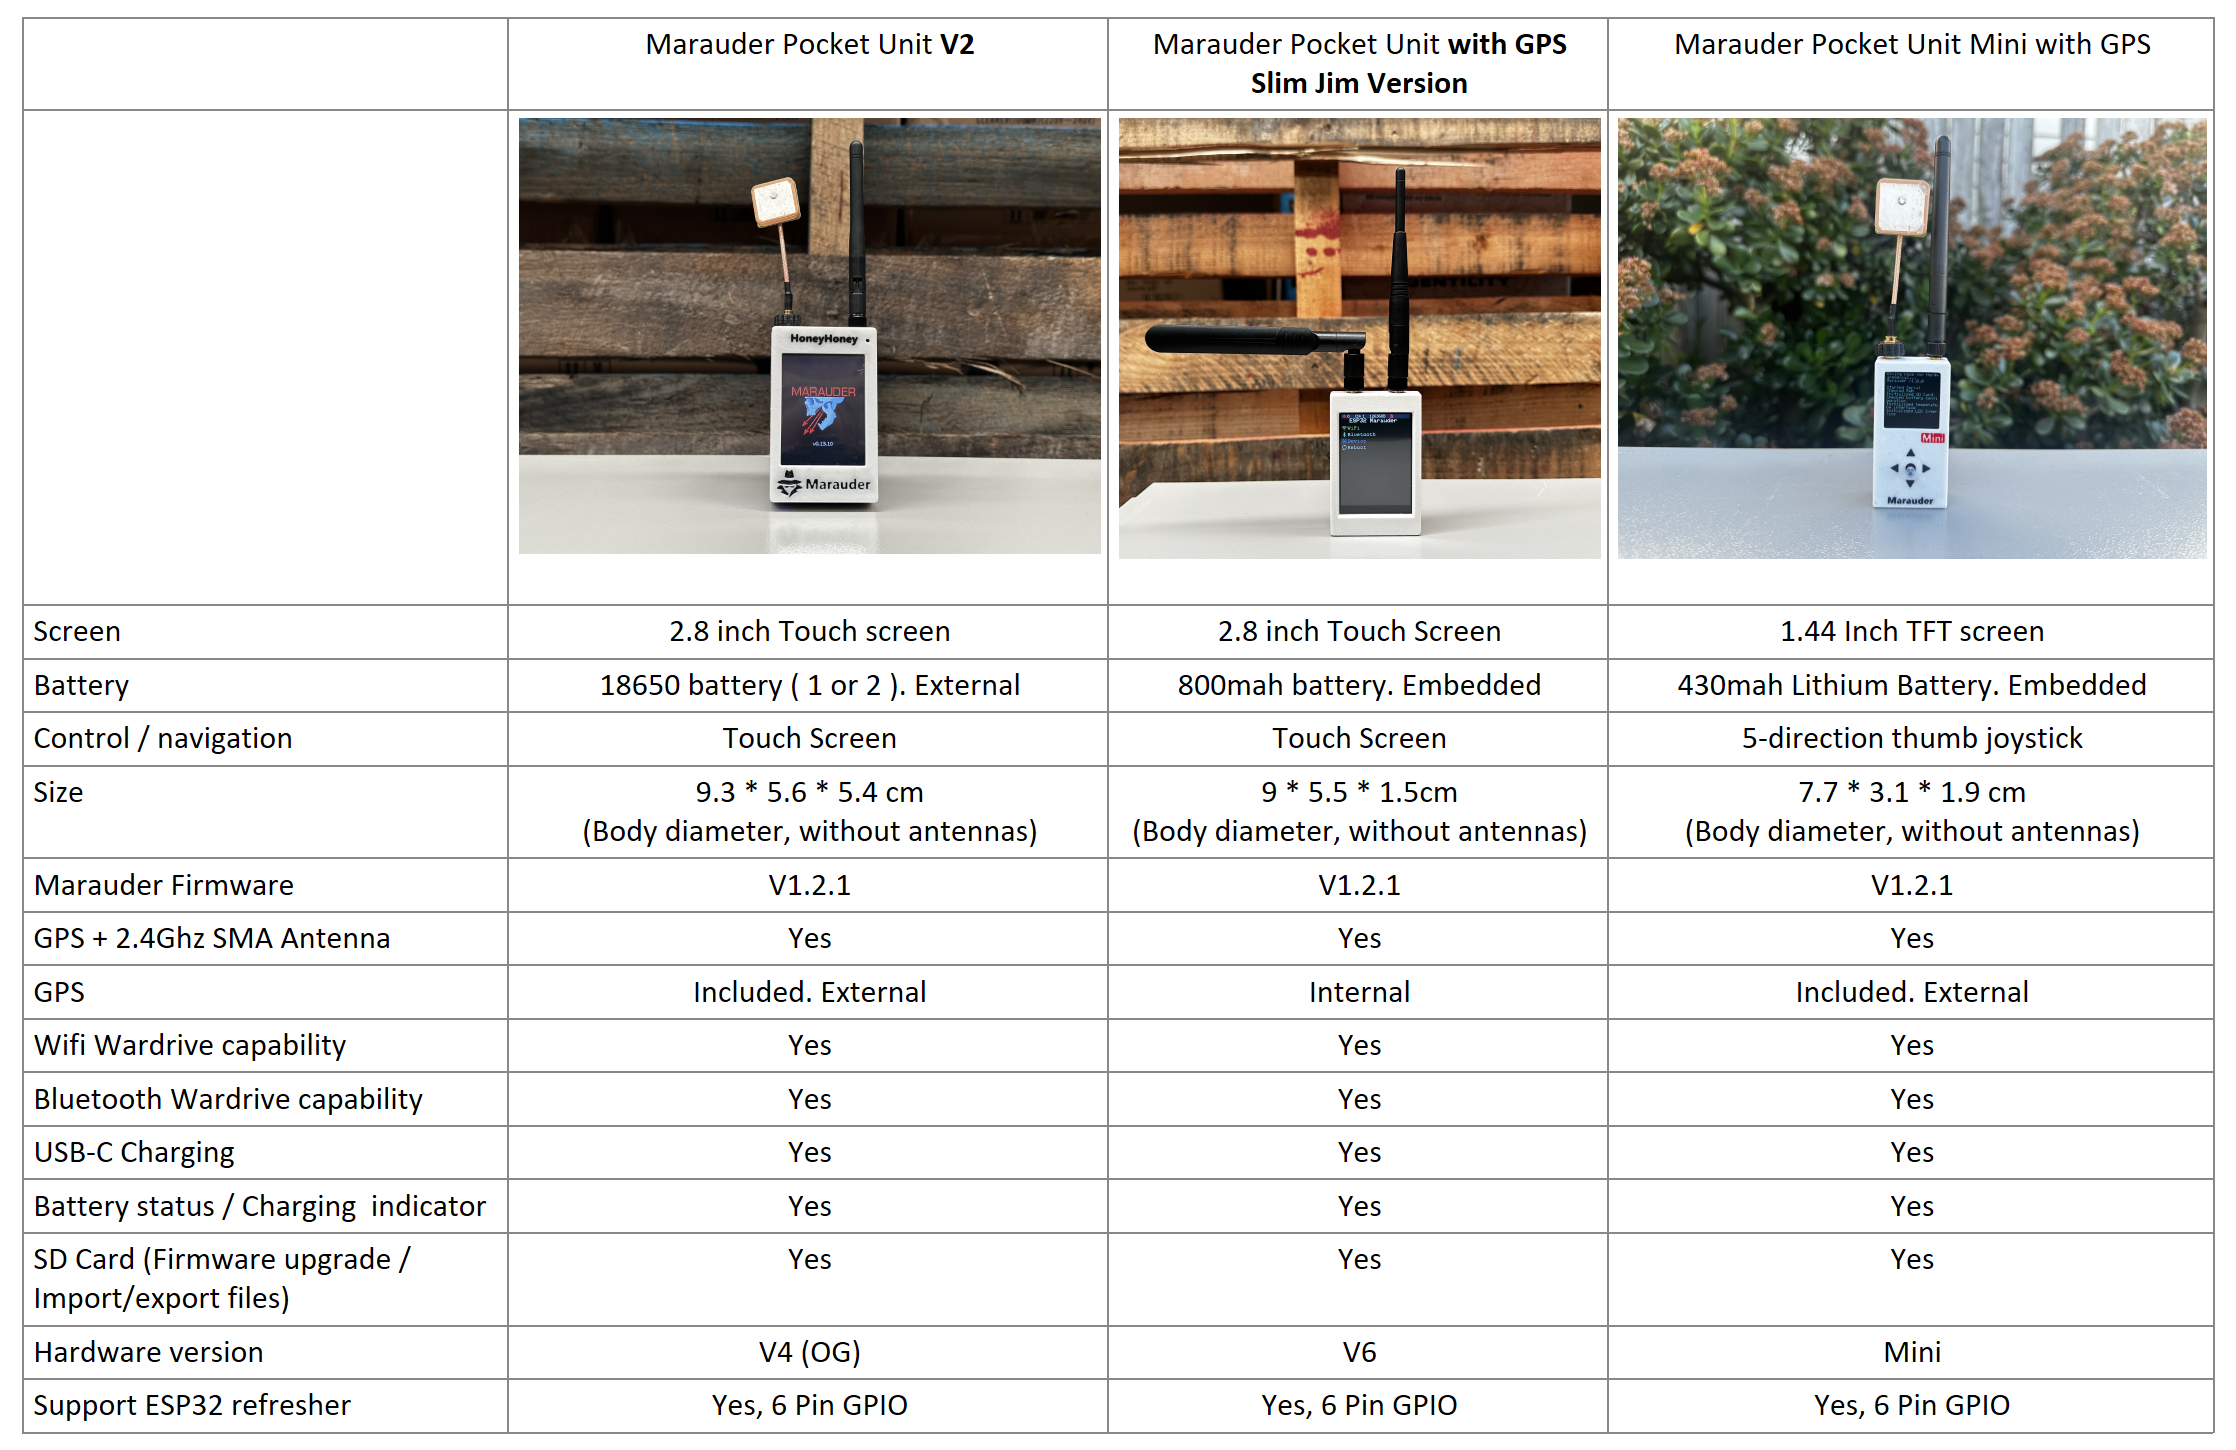 Marauder Pocket Unit V2
Marauder Pocket Unit with GPS
Slim Jim Version
Marauder Pocket Unit Mini with GPS
HoneyHoney
MARAUDER
v0.13.10
Marauder
ESP32 Marauder
WiFi
Bluetooth
Device
Reboot
Mini
Marauder
Screen
2.8 inch Touch screen
2.8 inch Touch Screen
1.44 Inch TFT screen
Battery
18650 battery ( 1 or 2 ). External
800mah battery. Embedded
430mah Lithium Battery. Embedded
Control / navigation
Touch Screen
Touch Screen
5-direction thumb joystick
Size
9.3 * 5.6 * 5.4 cm
(Body diameter, without antennas)
9 * 5.5 * 1.5cm
(Body diameter, without antennas)
7.7 * 3.1 * 1.9 cm
(Body diameter, without antennas)
Marauder Firmware
V1.2.1
V1.2.1
V1.2.1
GPS + 2.4Ghz SMA Antenna
Yes
Yes
Yes
GPS
Included. External
Internal
Included. External
Wifi Wardrive capability
Yes
Yes
Yes
Bluetooth Wardrive capability
Yes
Yes
Yes
USB-C Charging
Yes
Yes
Yes
Battery status / Charging  indicator
Yes
Yes
Yes
SD Card (Firmware upgrade /
Import/export files)
Yes
Yes
Yes
Hardware version
V4 (OG)
V6
Mini
Support ESP32 refresher
Yes, 6 Pin GPIO
Yes, 6 Pin GPIO
Yes, 6 Pin GPIO